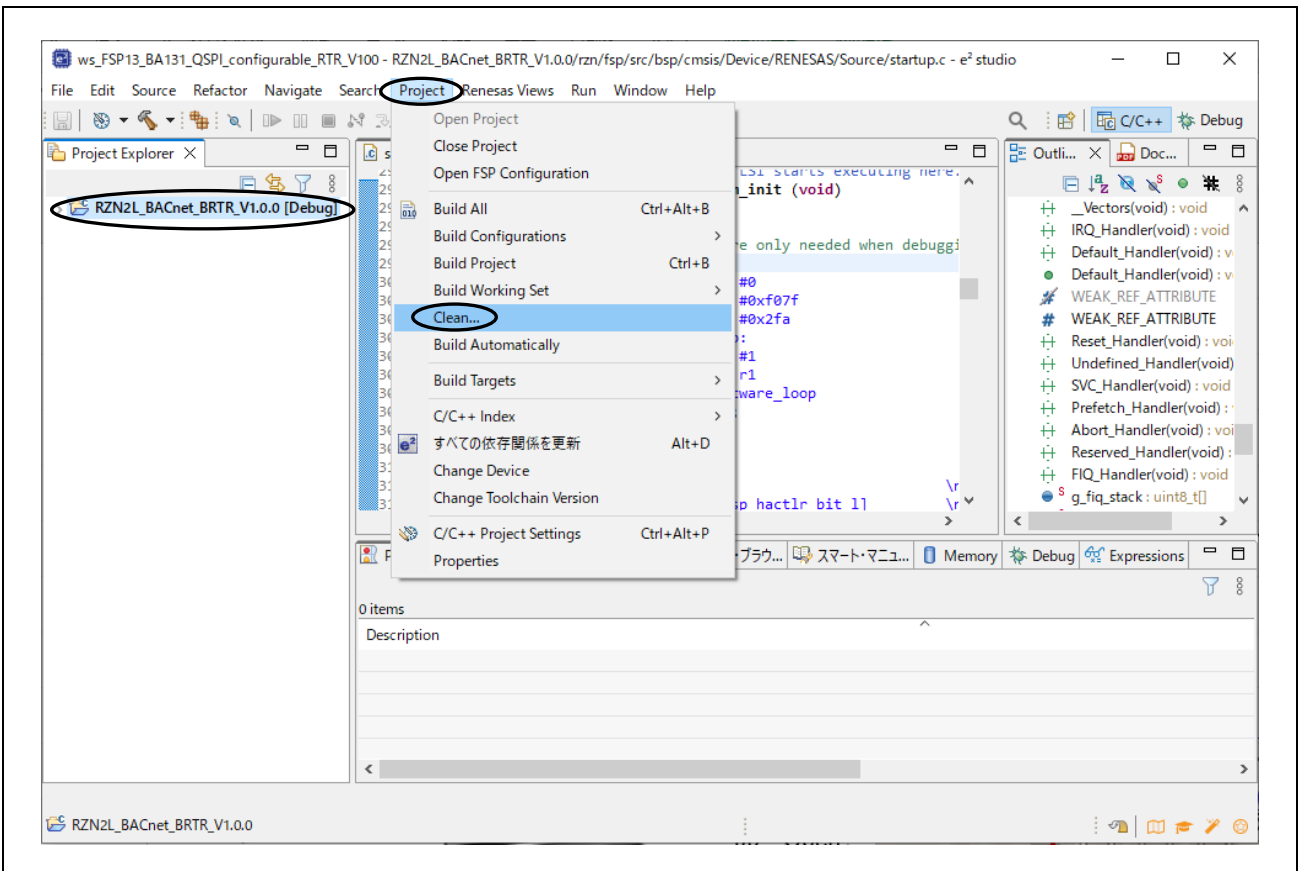 ws_FSP13_BA131_QSPI_configurable_RTR_V100 - RZN2L_BACnet_BRTR_V1.0.0/rzn/fsp/src/bsp/cmsis/Device/RENESAS/Source/startup.c - e² studio
File Edit Source Refactor Navigate Search Project Renesas Views Run Window Help
C/C++ Debug
Project Explorer
RZN2L_BACnet_BRTR_V1.0.0 [Debug]
Open Project
Close Project
Open FSP Configuration
Build All Ctrl+Alt+B
Build Configurations >
Build Project Ctrl+B
Build Working Set >
Clean...
Build Automatically
Build Targets >
C/C++ Index >
すべての依存関係を更新 Alt+D
Change Device
Change Toolchain Version
C/C++ Project Settings Ctrl+Alt+P
Properties
LSI starts executing here.
_init (void)
e only needed when debuggi
#0
#0xf07f
#0x2fa
:
#1
r1
tware_loop
\r
sp hactlr bit l] \r
Outli... Doc...
__Vectors(void) : void
IRQ_Handler(void) : void
Default_Handler(void) : v
Default_Handler(void) : v
WEAK_REF_ATTRIBUTE
WEAK_REF_ATTRIBUTE
Reset_Handler(void) : voi
Undefined_Handler(void)
SVC_Handler(void) : void
Prefetch_Handler(void) :
Abort_Handler(void) : voi
Reserved_Handler(void) :
FIQ_Handler(void) : void
g_fiq_stack : uint8_t[]
P ・ブラウ... スマート・マニュ... Memory Debug Expressions
0 items
Description
RZN2L_BACnet_BRTR_V1.0.0